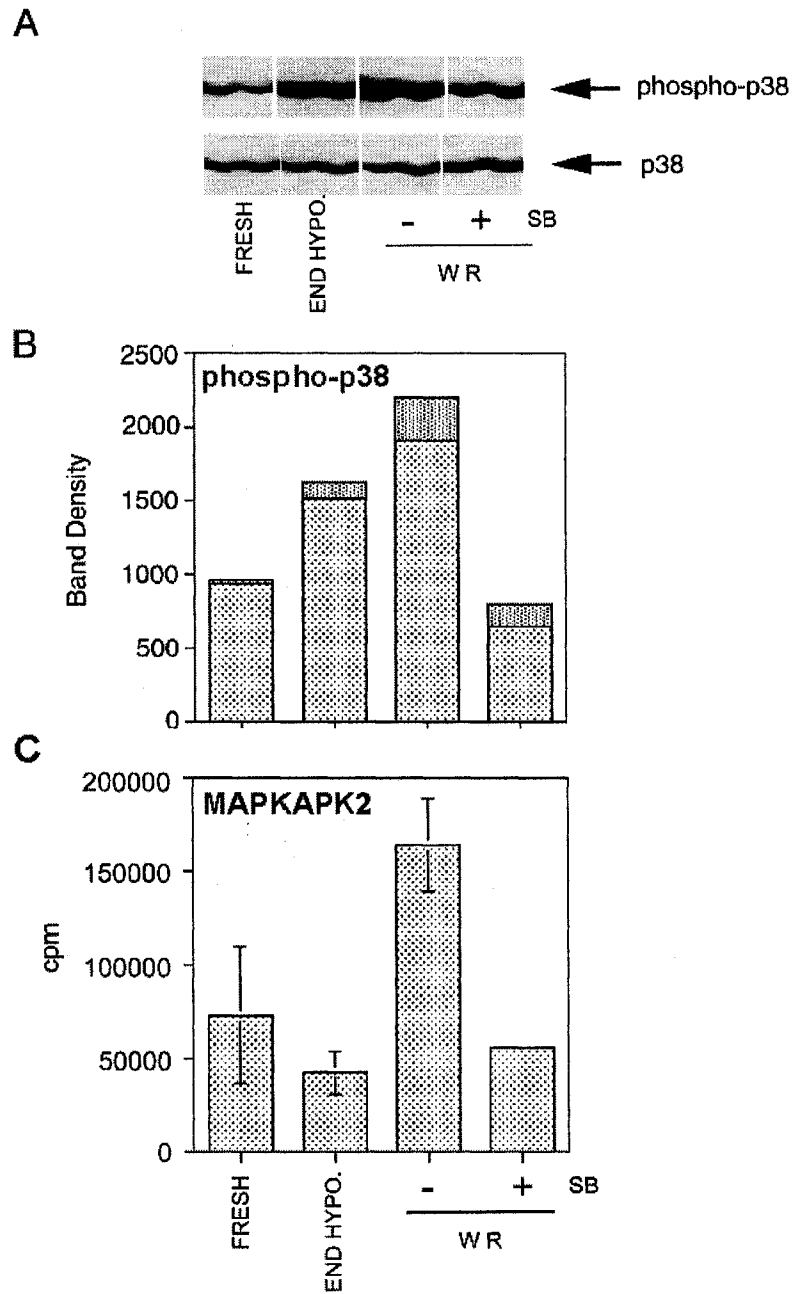 A
phospho-p38
p38
FRESH
END HYPO.
- + SB
W R
B
phospho-p38
Band Density
2500
2000
1500
1000
500
0
C
MAPKAPK2
cpm
200000
150000
100000
50000
0
FRESH
END HYPO.
- + SB
W R